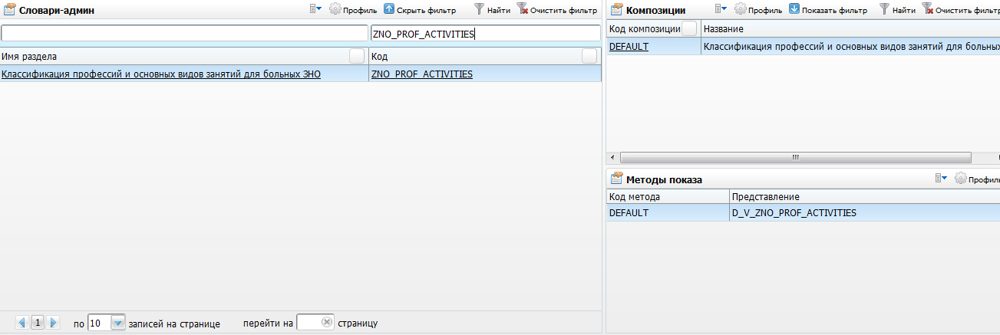 Словари-админ
Профиль
Скрыть фильтр
Найти
Очистить фильтр
ZNO_PROF_ACTIVITIES
Имя раздела
Код
Классификация профессий и основных видов занятий для больных ЗНО
ZNO_PROF_ACTIVITIES
1
по
10
записей на странице
перейти на
страницу
Композиции
Профиль
Показать фильтр
Найти
Очистить фильтр
Код композиции
Название
DEFAULT
Классификация профессий и основных видов занятий для больных
Методы показа
Профиль
Код метода
Представление
DEFAULT
D_V_ZNO_PROF_ACTIVITIES